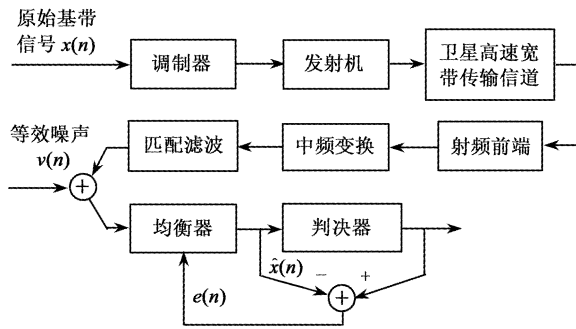 原始基带
信号 x(n)
调制器
发射机
卫星高速宽
带传输信道
等效噪声
v(n)
匹配滤波
中频变换
射频前端
+
均衡器
判决器
x̂(n)
−
+
+
e(n)